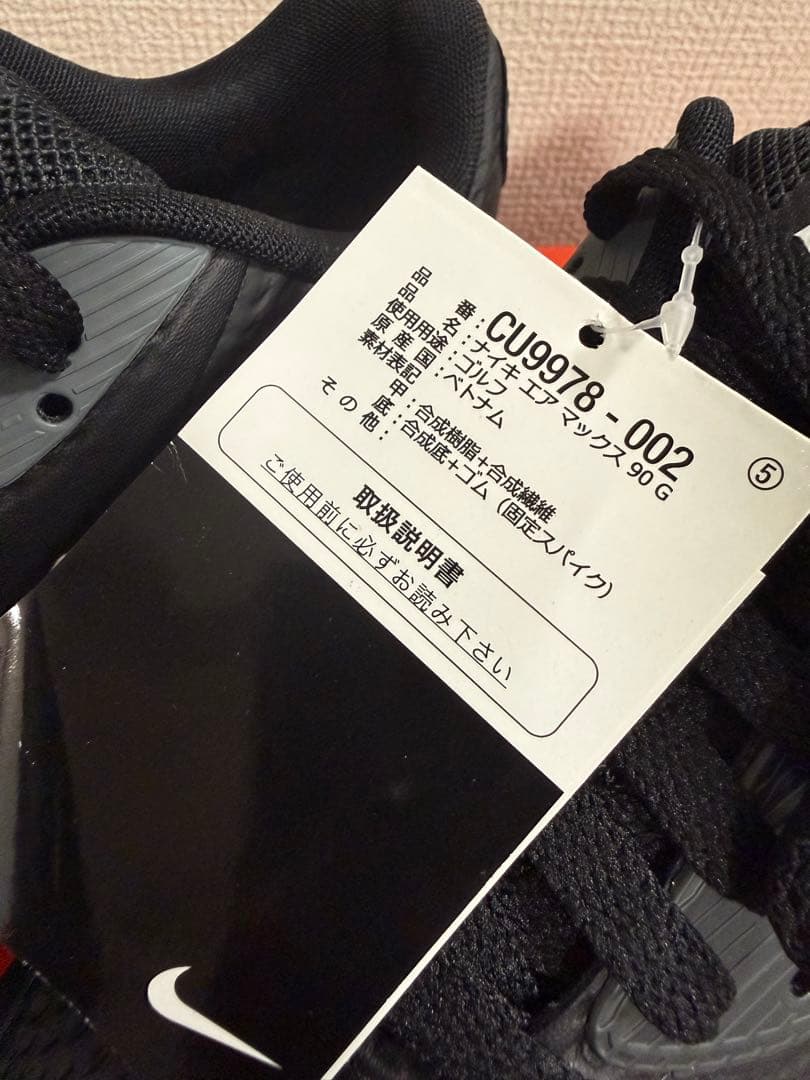 品番：CU9978-002
品名：ナイキ エア マックス 90 G
使用用途：ゴルフ
原産国：ベトナム
素材表記
甲：合成樹脂+合成繊維
底：合成底+ゴム (固定スパイク)
その他：
⑤
取扱説明書
ご使用前に必ずお読み下さい